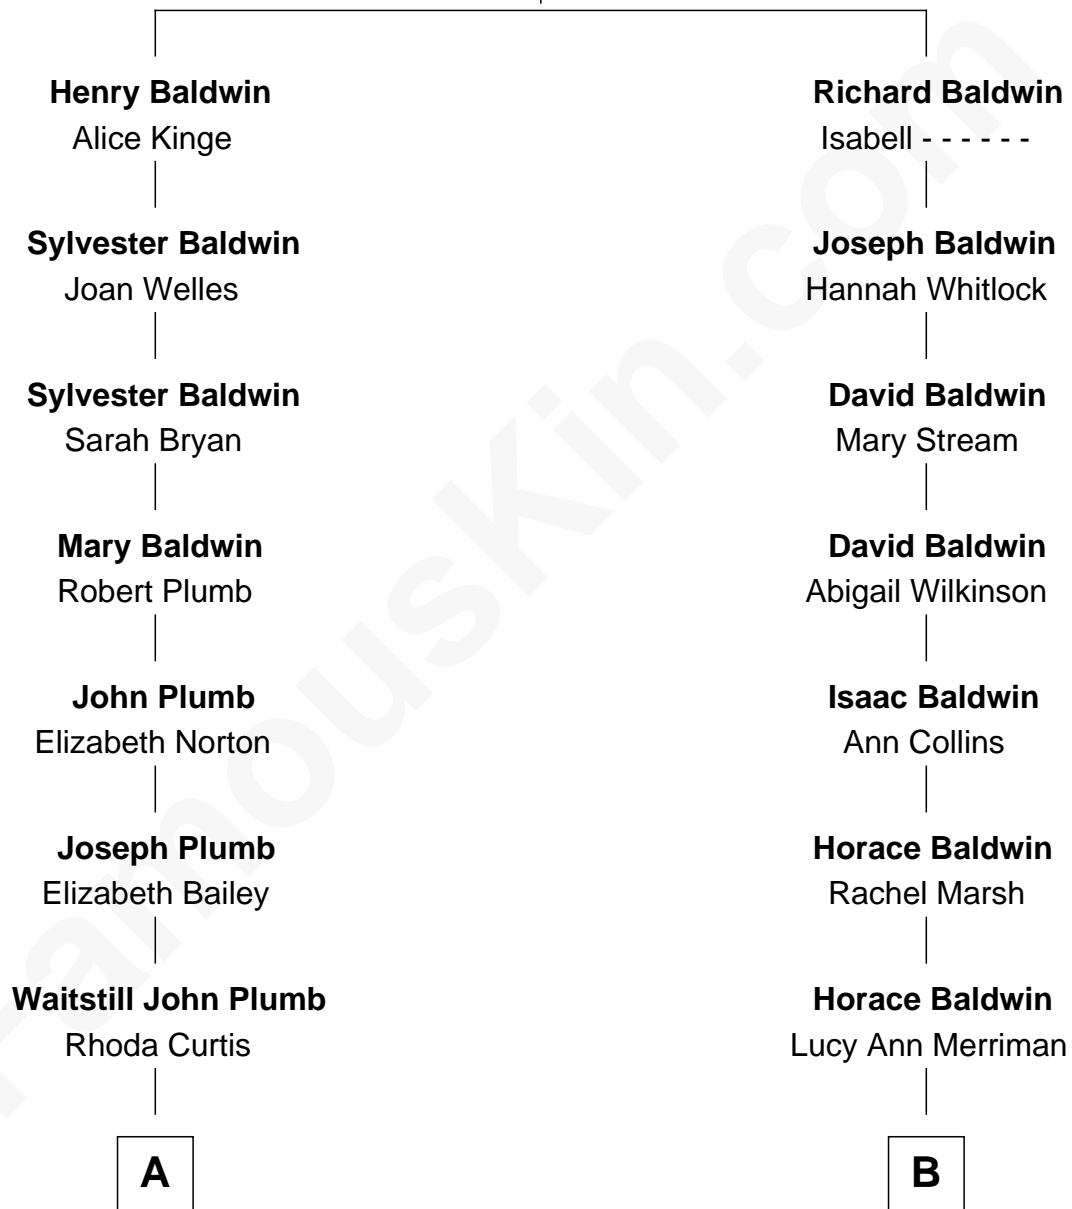 Henry Baldwin
Alice Kinge
Sylvester Baldwin
Joan Welles
Sylvester Baldwin
Sarah Bryan
Mary Baldwin
Robert Plumb
John Plumb
Elizabeth Norton
Joseph Plumb
Elizabeth Bailey
Waitstill John Plumb
Rhoda Curtis
A
Richard Baldwin
Isabell - - - - - -
Joseph Baldwin
Hannah Whitlock
David Baldwin
Mary Stream
David Baldwin
Abigail Wilkinson
Isaac Baldwin
Ann Collins
Horace Baldwin
Rachel Marsh
Horace Baldwin
Lucy Ann Merriman
B
FamousKin.com